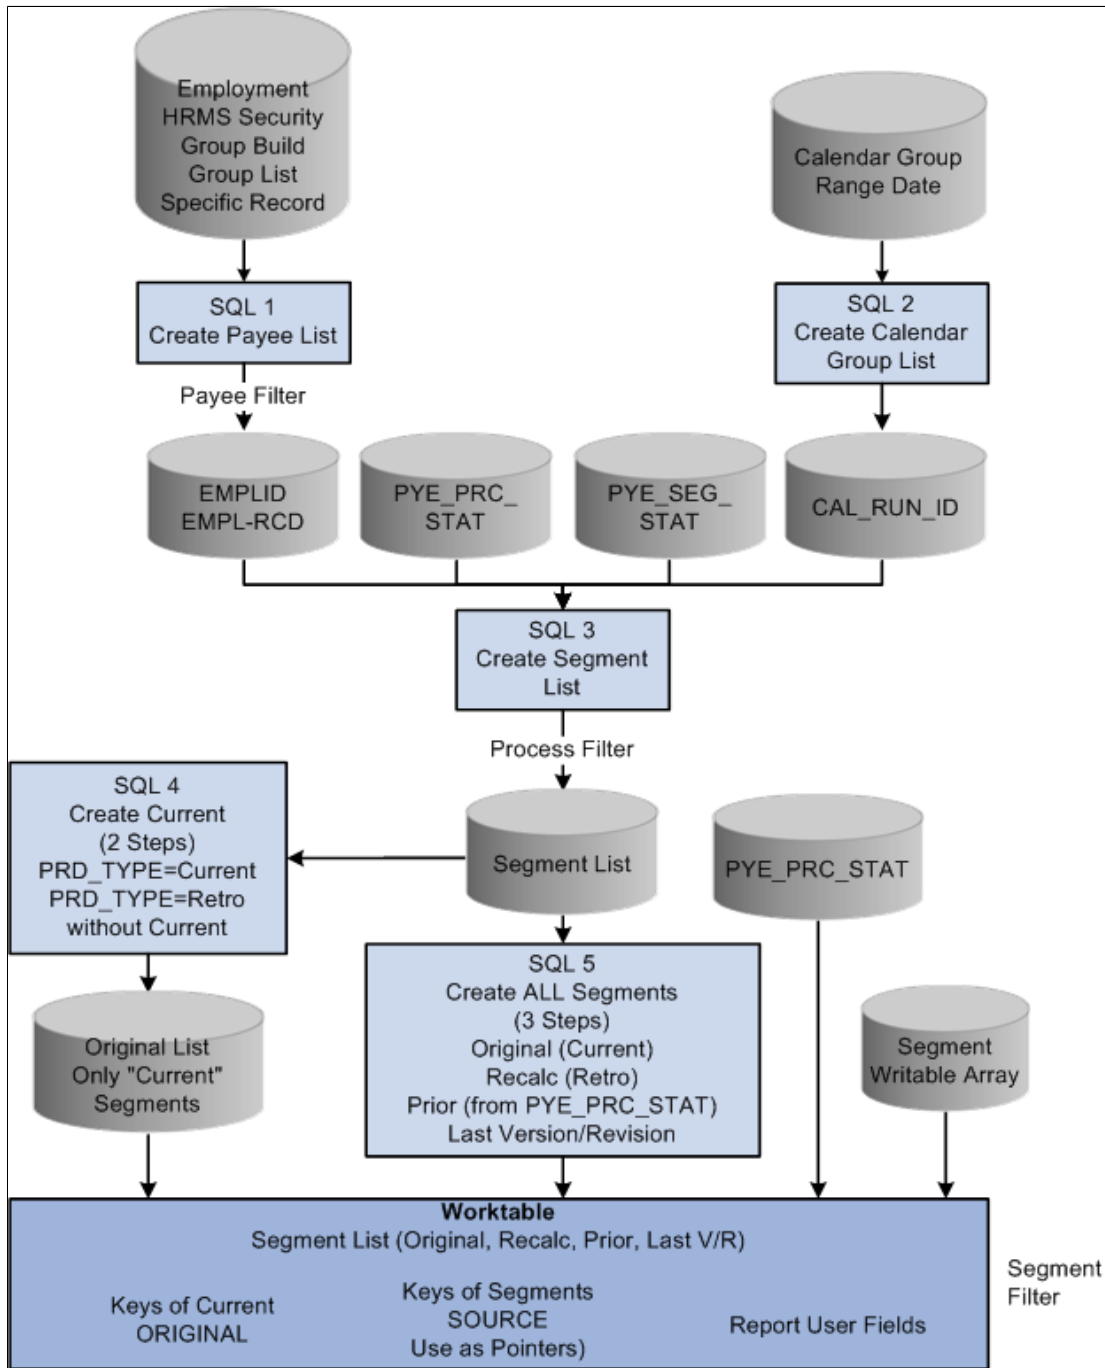 Employment
HRMS Security
Group Build
Group List
Specific Record
Calendar Group
Range Date
SQL 1
Create Payee List
SQL 2
Create Calendar
Group List
Payee Filter
EMPLID
EMPL-RCD
PYE_PRC_
STAT
PYE_SEG_
STAT
CAL_RUN_ID
SQL 3
Create Segment
List
Process Filter
SQL 4
Create Current
(2 Steps)
PRD_TYPE=Current
PRD_TYPE=Retro
without Current
Segment List
PYE_PRC_STAT
SQL 5
Create ALL Segments
(3 Steps)
Original (Current)
Recalc (Retro)
Prior (from PYE_PRC_STAT)
Last Version/Revision
Original List
Only "Current"
Segments
Segment
Writable Array
Worktable
Segment List (Original, Recalc, Prior, Last V/R)
Keys of Current
ORIGINAL
Keys of Segments
SOURCE
Use as Pointers)
Report User Fields
Segment
Filter